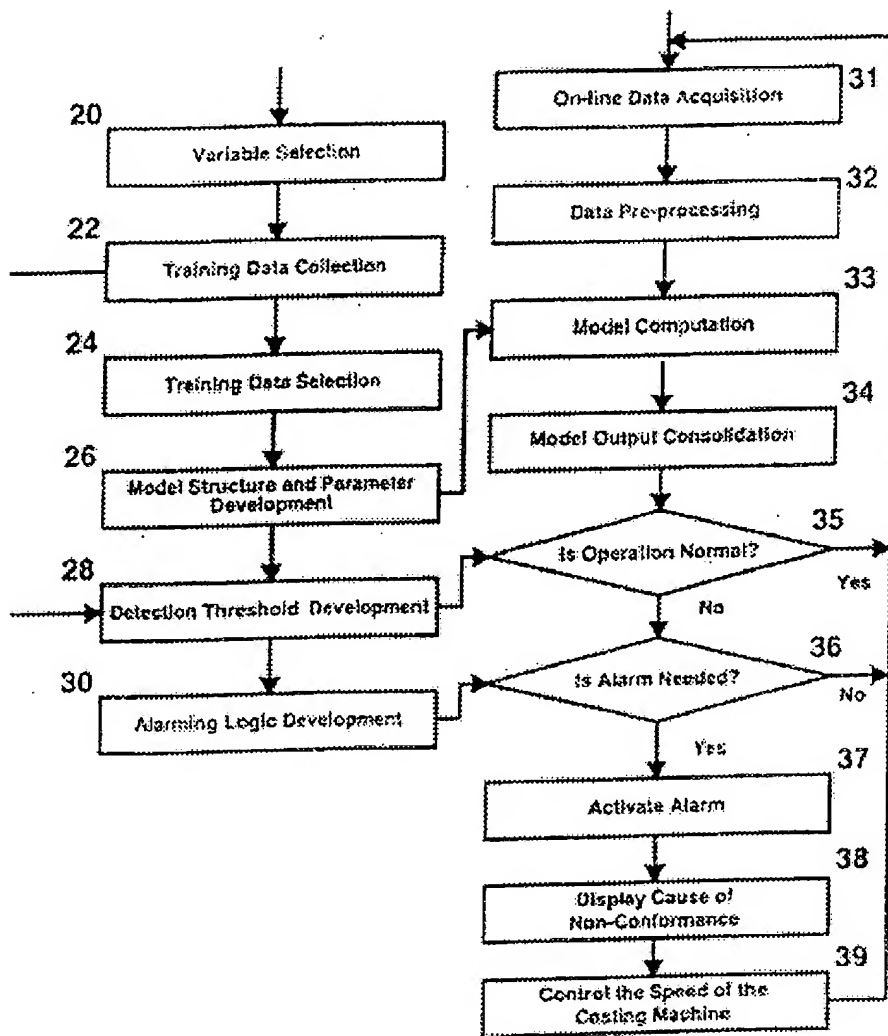 20
Variable Selection
22
Training Data Collection
24
Training Data Selection
26
Model Structure and Parameter
Development
28
Detection Threshold Development
30
Alarming Logic Development
31
On-line Data Acquisition
32
Data Pre-processing
33
Model Computation
34
Model Output Consolidation
35
Is Operation Normal?
Yes
No
36
Is Alarm Needed?
No
Yes
37
Activate Alarm
38
Display Cause of
Non-Conformance
39
Control the Speed of the
Casting Machine